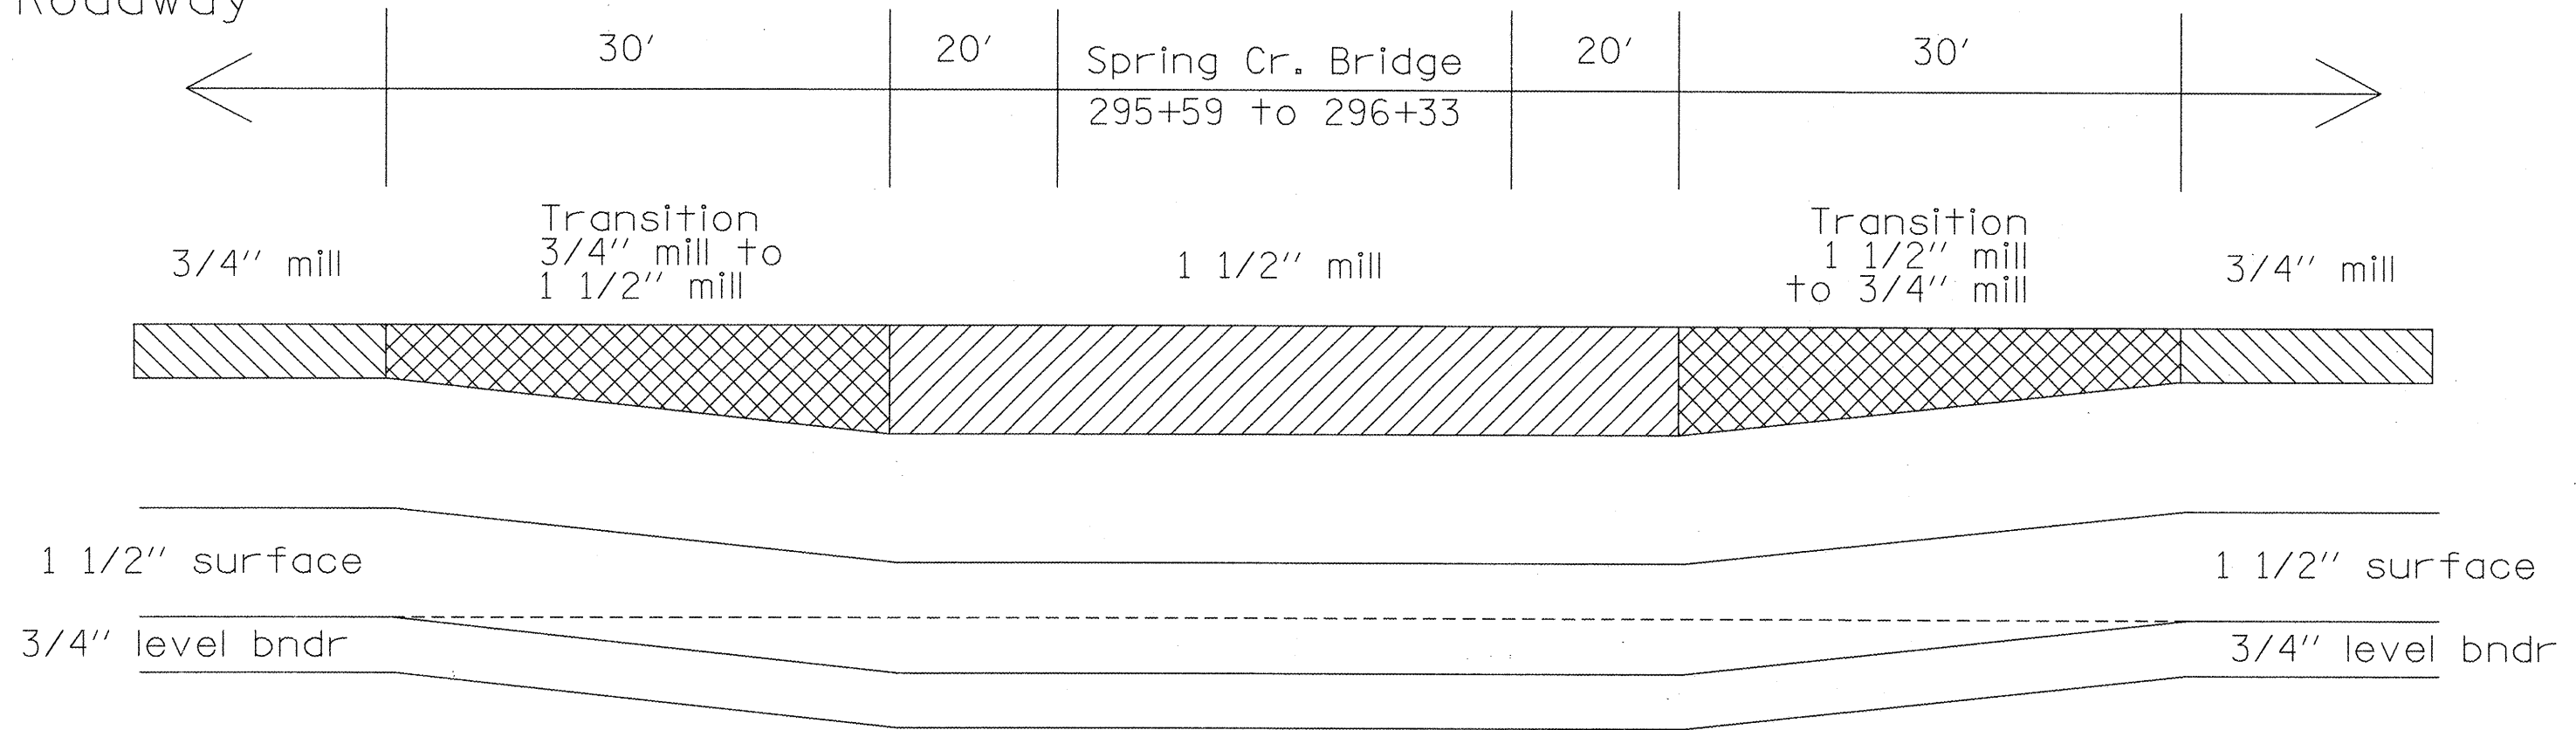 Roadway
30' 20' Spring Cr. Bridge 20' 30'
295+59 to 296+33
Transition
3/4" mill to
1 1/2" mill
3/4" mill
1 1/2" mill
Transition
1 1/2" mill
to 3/4" mill
3/4" mill
1 1/2" surface
1 1/2" surface
3/4" level bndr
3/4" level bndr